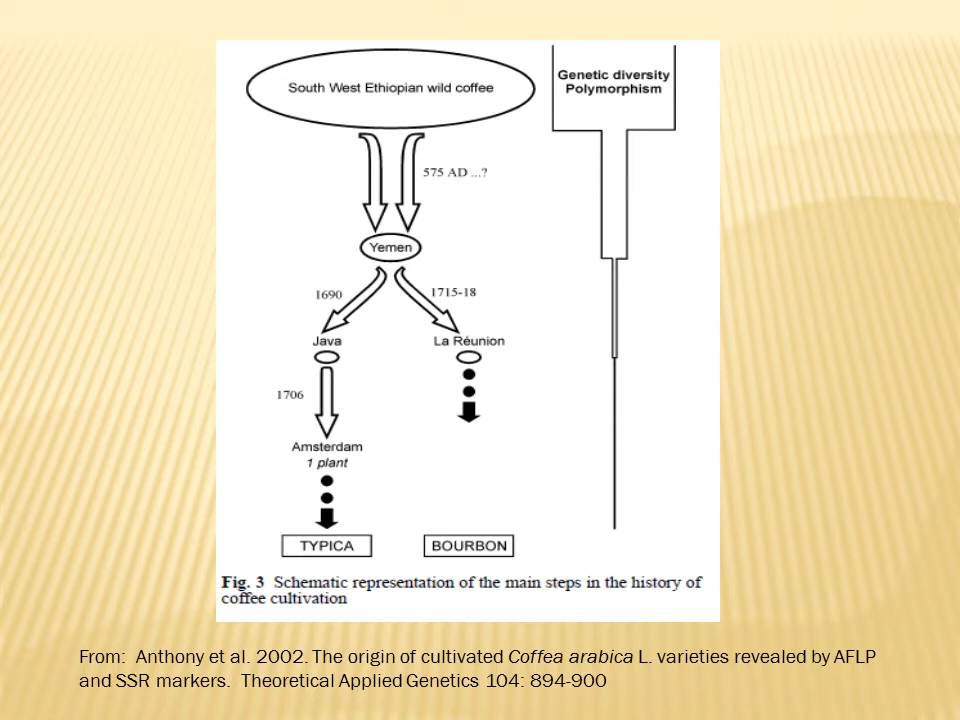 South West Ethiopian wild coffee
Genetic diversity
Polymorphism
575 AD ...?
Yemen
1690
1715-18
Java
La Réunion
1706
Amsterdam
1 plant
TYPICA
BOURBON
Fig. 3 Schematic representation of the main steps in the history of
coffee cultivation
From: Anthony et al. 2002. The origin of cultivated Coffea arabica L. varieties revealed by AFLP
and SSR markers. Theoretical Applied Genetics 104: 894-900